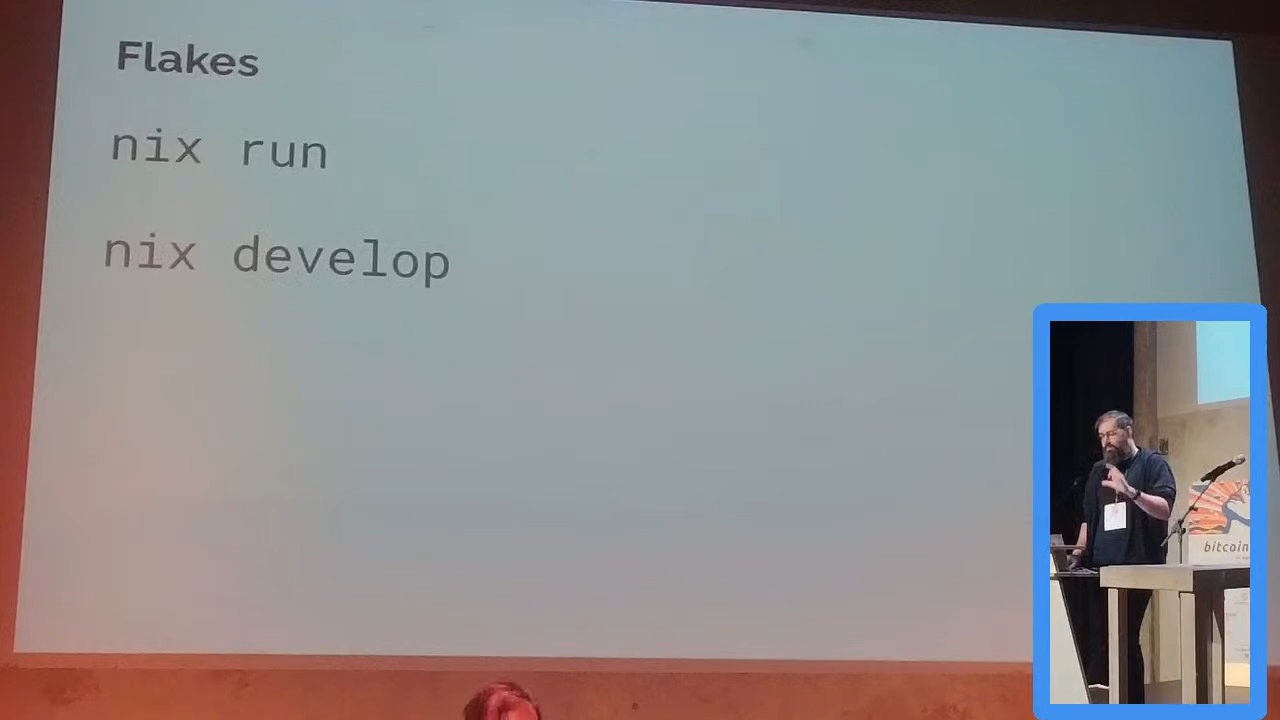 Flakes
nix run
nix develop
bitcoin